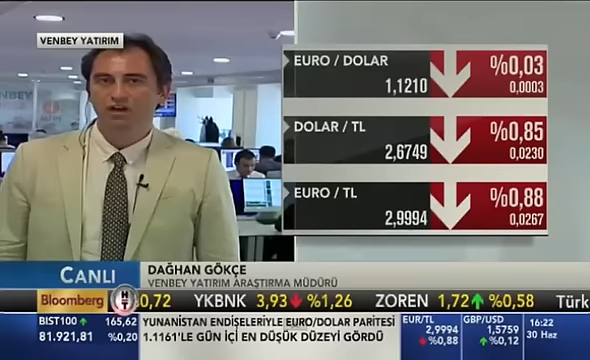 VENBEY YATIRIM
EURO / DOLAR
1,1210
%0,03
0,0003
DOLAR / TL
2,6749
%0,85
0,0230
EURO / TL
2,9994
%0,88
0,0267
CANLI
DAĞHAN GÖKÇE
VENBEY YATIRIM ARAŞTIRMA MÜDÜRÜ
Bloomberg HT 0,72 YKBNK 3,93 %1,26 ZOREN 1,72 %0,58 Türk
BIST100 165,62
81.921,81 %0,20
YUNANİSTAN ENDİŞELERİYLE EURO/DOLAR PARİTESİ
1.1161'LE GÜN İÇİ EN DÜŞÜK DÜZEYİ GÖRDÜ
EUR/TL 2,9994
%0,88
GBP/USD 1,5759
%0,12
16:22
30 Haz